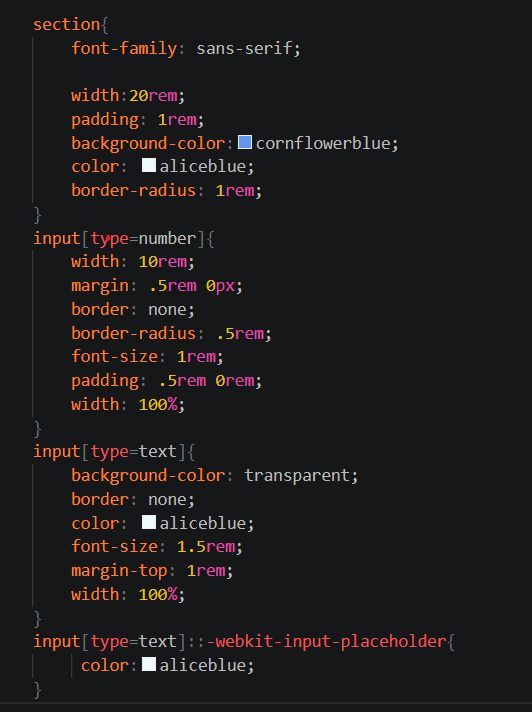 section{
font-family: sans-serif;
width:20rem;
padding: 1rem;
background-color: cornflowerblue;
color: aliceblue;
border-radius: 1rem;
}
input[type=number]{
width: 10rem;
margin: .5rem 0px;
border: none;
border-radius: .5rem;
font-size: 1rem;
padding: .5rem 0rem;
width: 100%;
}
input[type=text]{
background-color: transparent;
border: none;
color: aliceblue;
font-size: 1.5rem;
margin-top: 1rem;
width: 100%;
}
input[type=text]::-webkit-input-placeholder{
color: aliceblue;
}